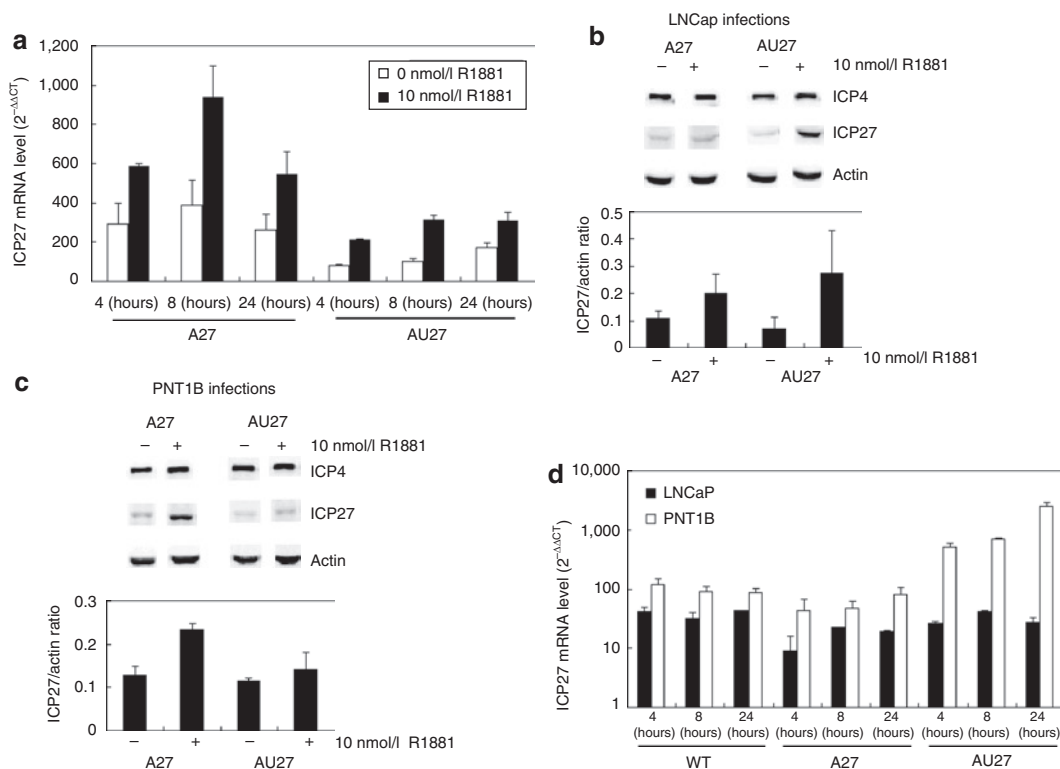 a
1,200
1,000
800
600
400
200
0
ICP27 mRNA level (2−ΔΔCT)
0 nmol/l R1881
10 nmol/l R1881
4 (hours) 8 (hours) 24 (hours) 4 (hours) 8 (hours) 24 (hours)
A27 AU27
b
LNCap infections
A27 AU27
− + − + 10 nmol/l R1881
ICP4
ICP27
Actin
0.5
0.4
0.3
0.2
0.1
0
ICP27/actin ratio
− + − + 10 nmol/l R1881
A27 AU27
c
PNT1B infections
A27 AU27
− + − + 10 nmol/l R1881
ICP4
ICP27
Actin
0.3
0.2
0.1
0
ICP27/actin ratio
− + − + 10 nmol/l R1881
A27 AU27
d
10,000
1,000
100
10
1
ICP27 mRNA level (2−ΔΔCT)
LNCaP
PNT1B
4 8 24 4 8 24 4 8 24
(hours) (hours) (hours) (hours) (hours) (hours) (hours) (hours) (hours)
WT A27 AU27